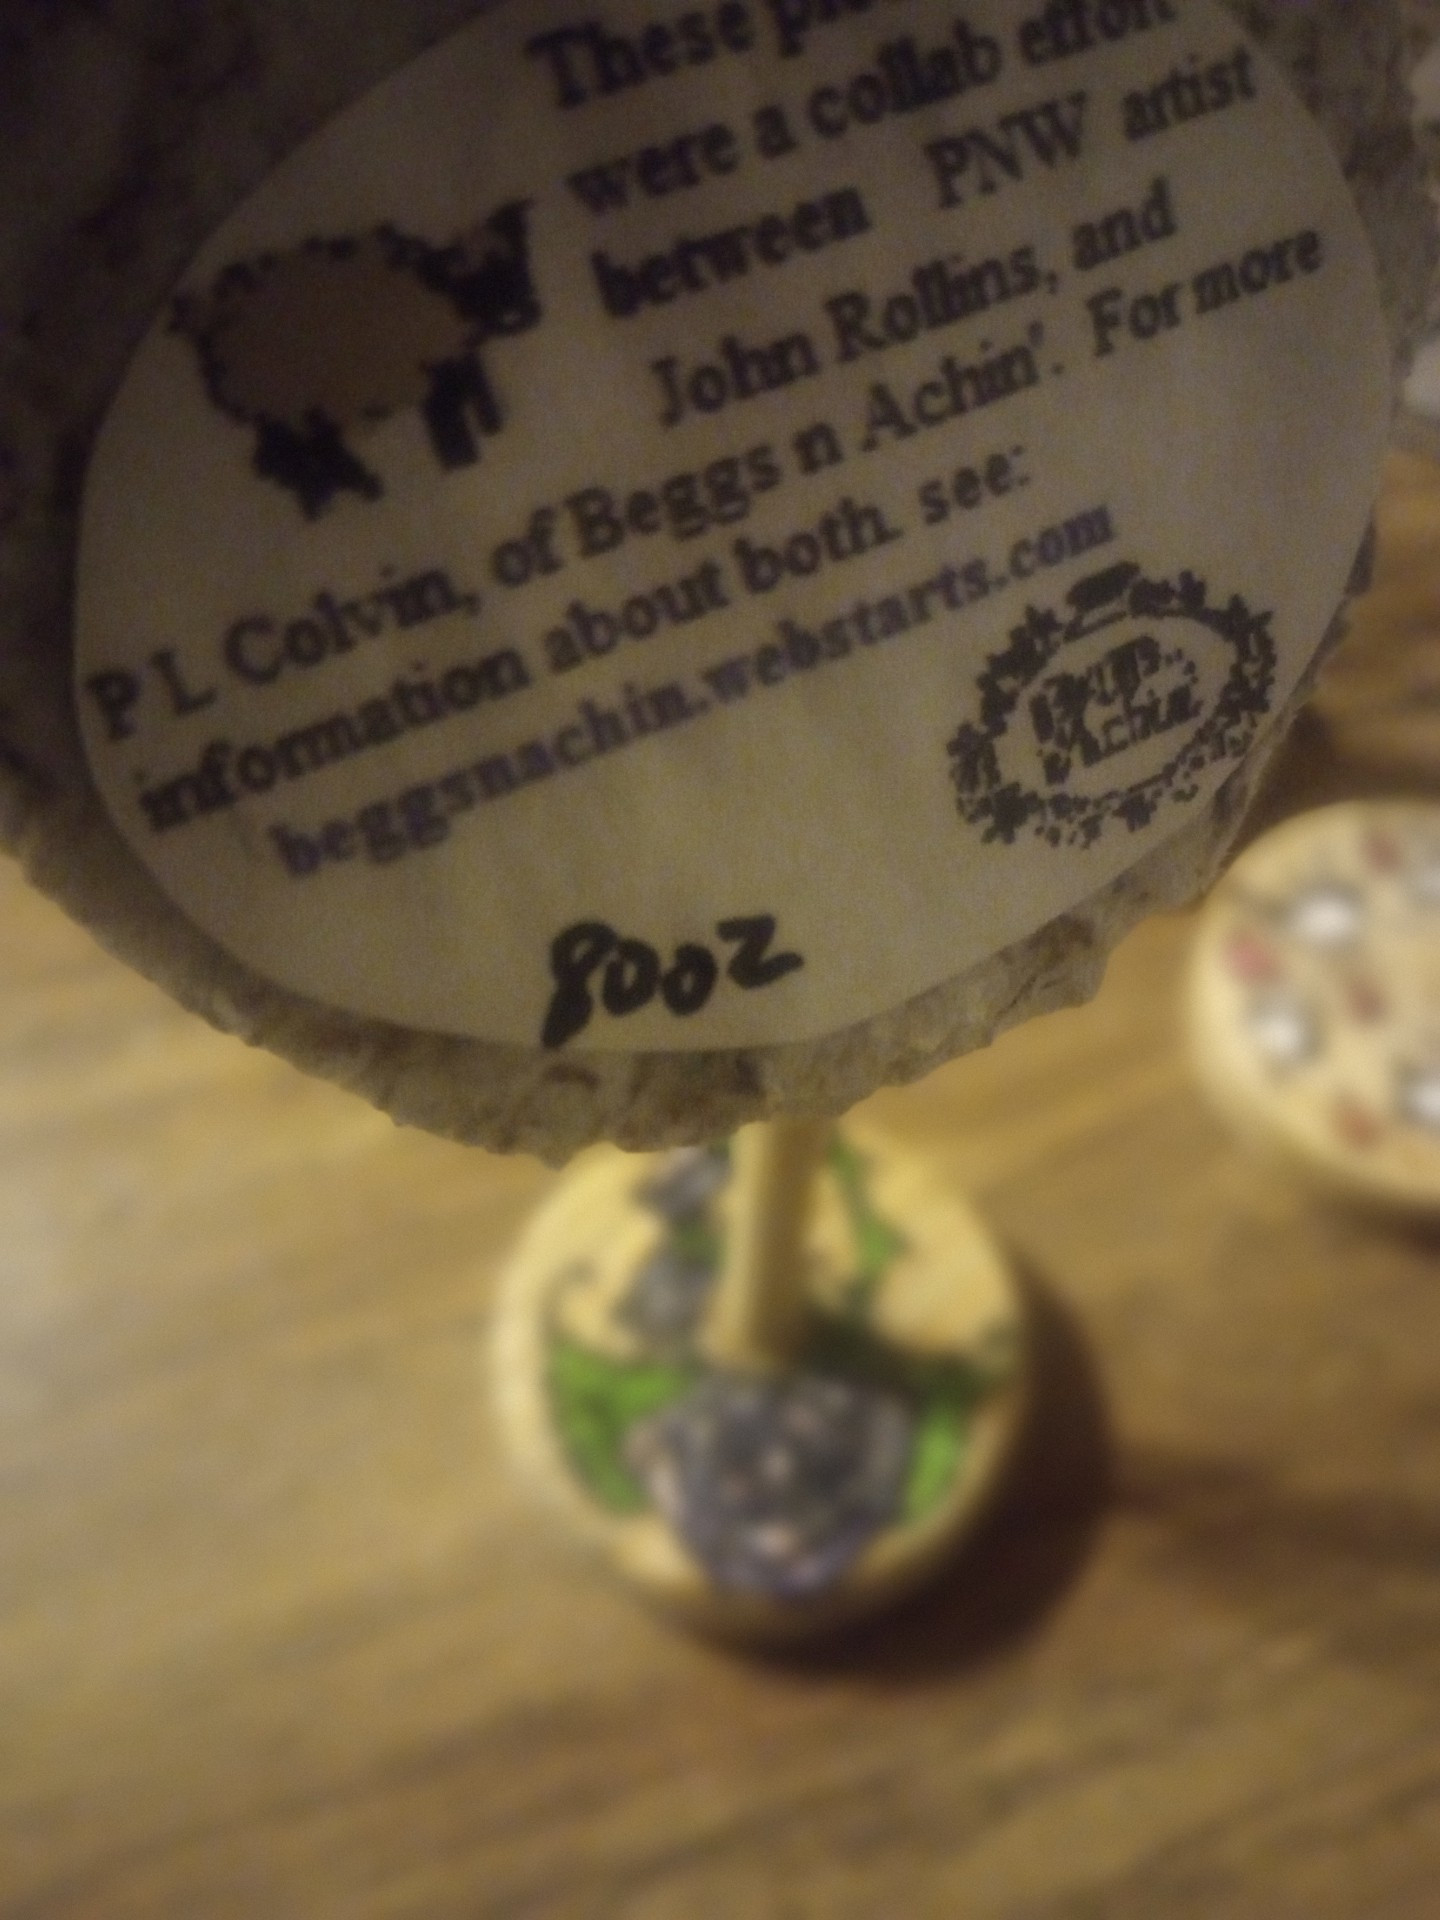 These
were a collab effort
between PNW artist
John Rollins, and
P L Colvin, of Beggs n Achin'. For more
information about both see:
beggsnachin.webstarts.com
Achin'
8002